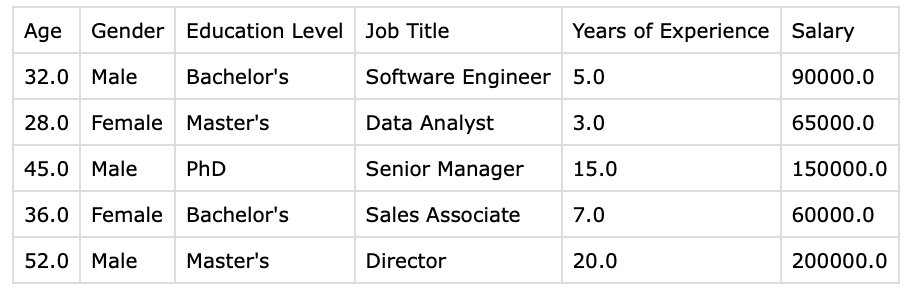 Age Gender Education Level Job Title Years of Experience Salary
32.0 Male Bachelor's Software Engineer 5.0 90000.0
28.0 Female Master's Data Analyst 3.0 65000.0
45.0 Male PhD Senior Manager 15.0 150000.0
36.0 Female Bachelor's Sales Associate 7.0 60000.0
52.0 Male Master's Director 20.0 200000.0